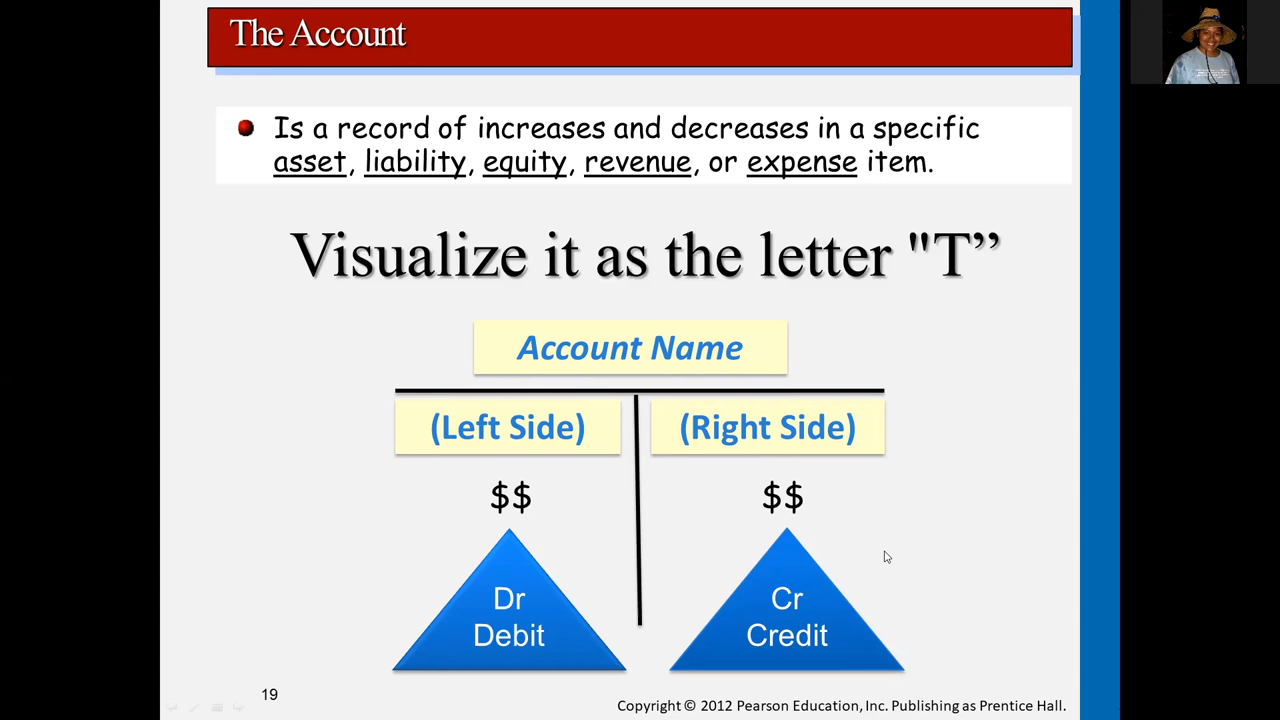 The Account
Is a record of increases and decreases in a specific
asset, liability, equity, revenue, or expense item.
Visualize it as the letter "T”
Account Name
(Left Side) (Right Side)
$$ $$
Dr Cr
Debit Credit
19
Copyright © 2012 Pearson Education, Inc. Publishing as Prentice Hall.